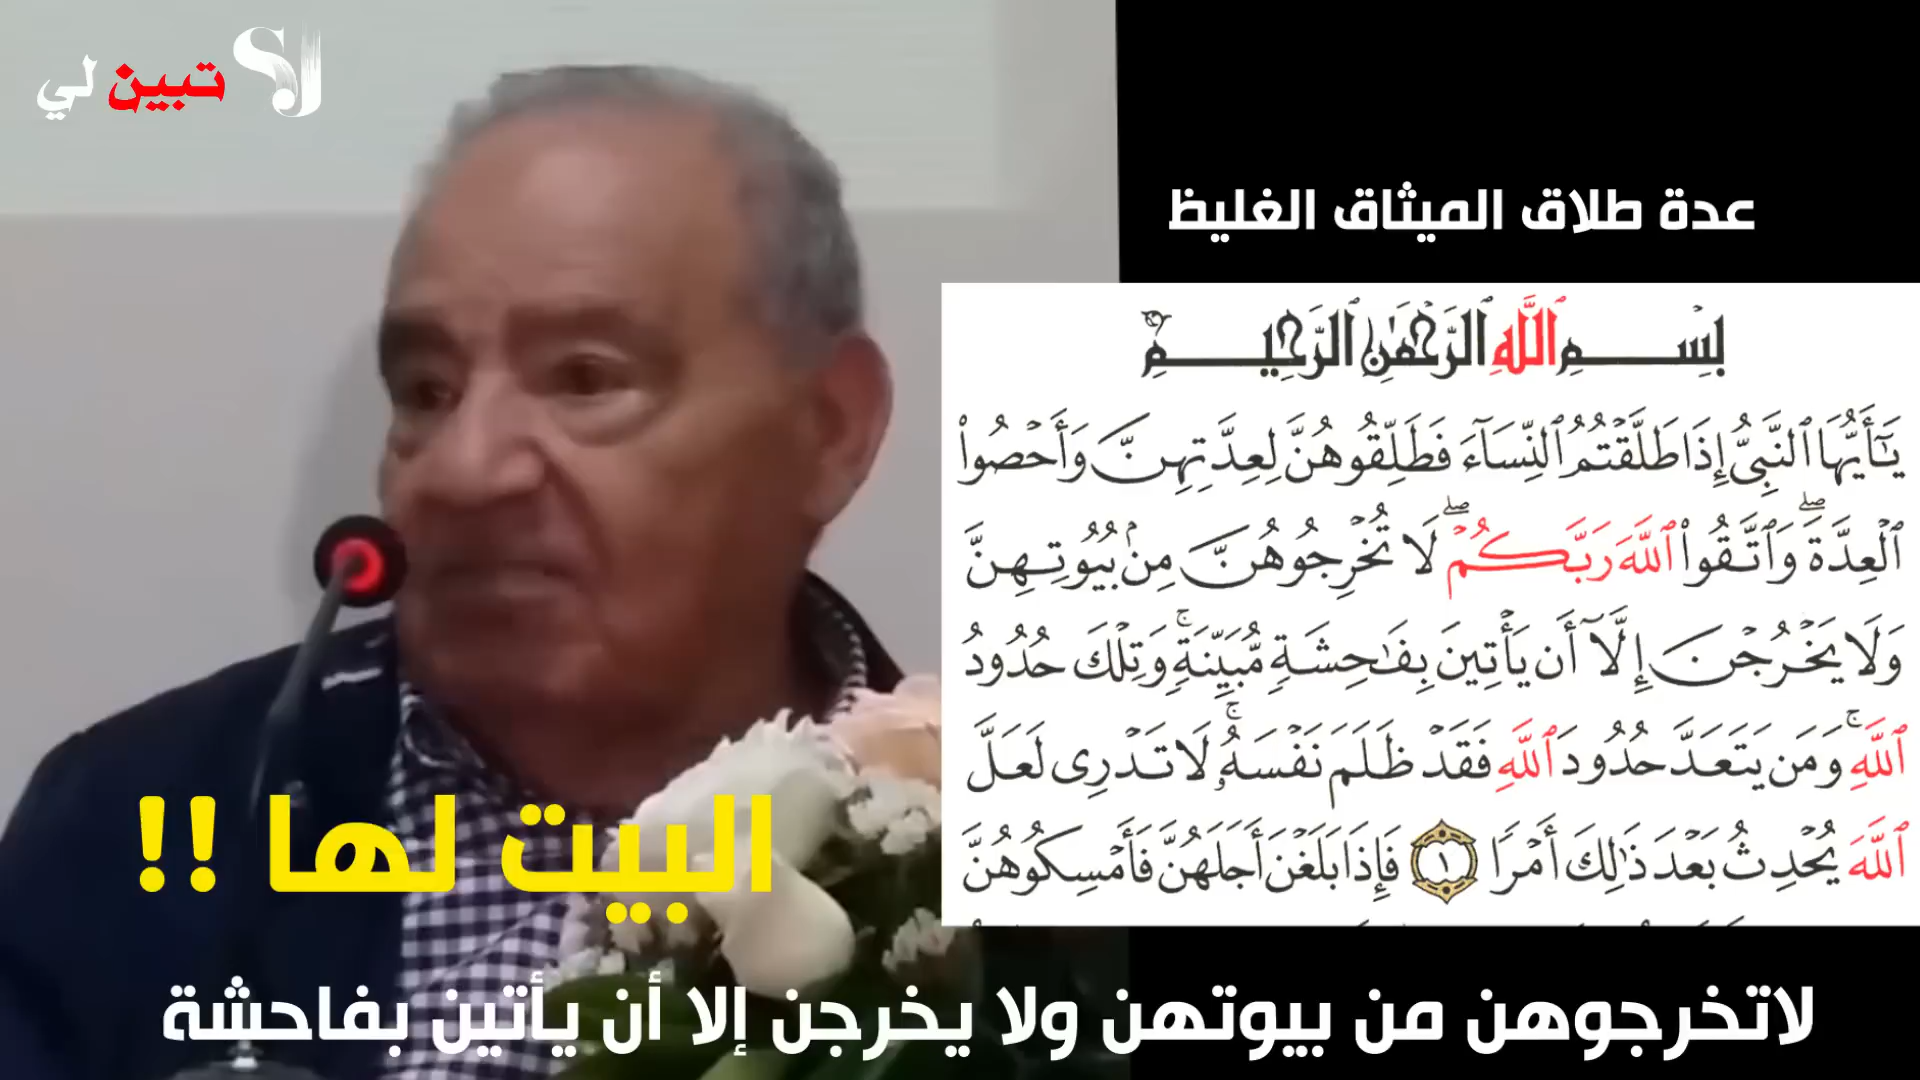 تبين لي
عدة طلاق الميثاق الغليظ
بِسْمِ ٱللَّهِ ٱلرَّحْمَٰنِ ٱلرَّحِيمِ
يَٰٓأَيُّهَا ٱلنَّبِىُّ إِذَا طَلَّقْتُمُ ٱلنِّسَآءَ فَطَلِّقُوهُنَّ لِعِدَّتِهِنَّ وَأَحْصُوا۟
ٱلْعِدَّةَ ۖ وَٱتَّقُوا۟ ٱللَّهَ رَبَّكُمْ ۖ لَا تُخْرِجُوهُنَّ مِنۢ بُيُوتِهِنَّ
وَلَا يَخْرُجْنَ إِلَّآ أَن يَأْتِينَ بِفَٰحِشَةٍ مُّبَيِّنَةٍ ۚ وَتِلْكَ حُدُودُ
ٱللَّهِ ۚ وَمَن يَتَعَدَّ حُدُودَ ٱللَّهِ فَقَدْ ظَلَمَ نَفْسَهُۥ ۚ لَا تَدْرِى لَعَلَّ
ٱللَّهَ يُحْدِثُ بَعْدَ ذَٰلِكَ أَمْرًا ١ فَإِذَا بَلَغْنَ أَجَلَهُنَّ فَأَمْسِكُوهُنَّ
البيت لها !!
لاتخرجوهن من بيوتهن ولا يخرجن إلا أن يأتين بفاحشة